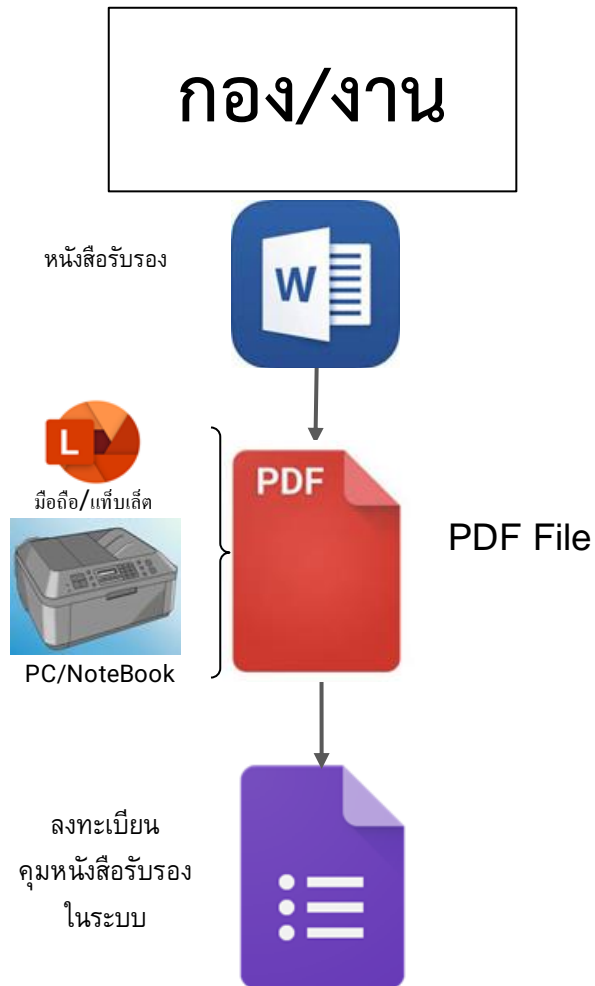 กอง/งาน
หนังสือรับรอง
W
L
มือถือ/แท็บเล็ต
PDF
PDF File
PC/NoteBook
ลงทะเบียน
คุมหนังสือรับรอง
ในระบบ